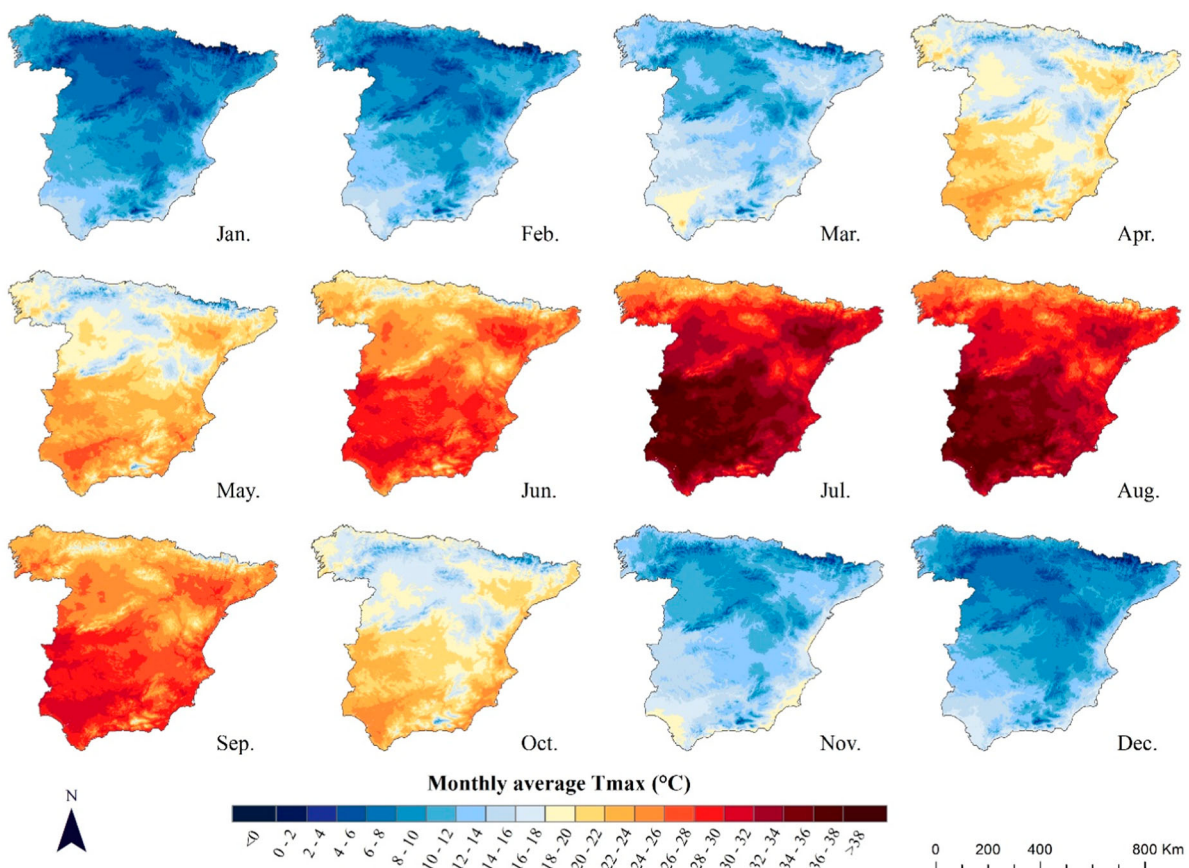 Jan.
Feb.
Mar.
Apr.
May.
Jun.
Jul.
Aug.
Sep.
Oct.
Nov.
Dec.
N
Monthly average Tmax (°C)
<0
0 - 2
2 - 4
6 - 8
8 - 10
10 - 12
12 - 14
14 - 16
16 - 18
18 - 20
20 - 22
22 - 24
24 - 26
26 - 28
28 - 30
30 - 32
32 - 34
34 - 36
36 - 38
>38
0 200 400 800 Km